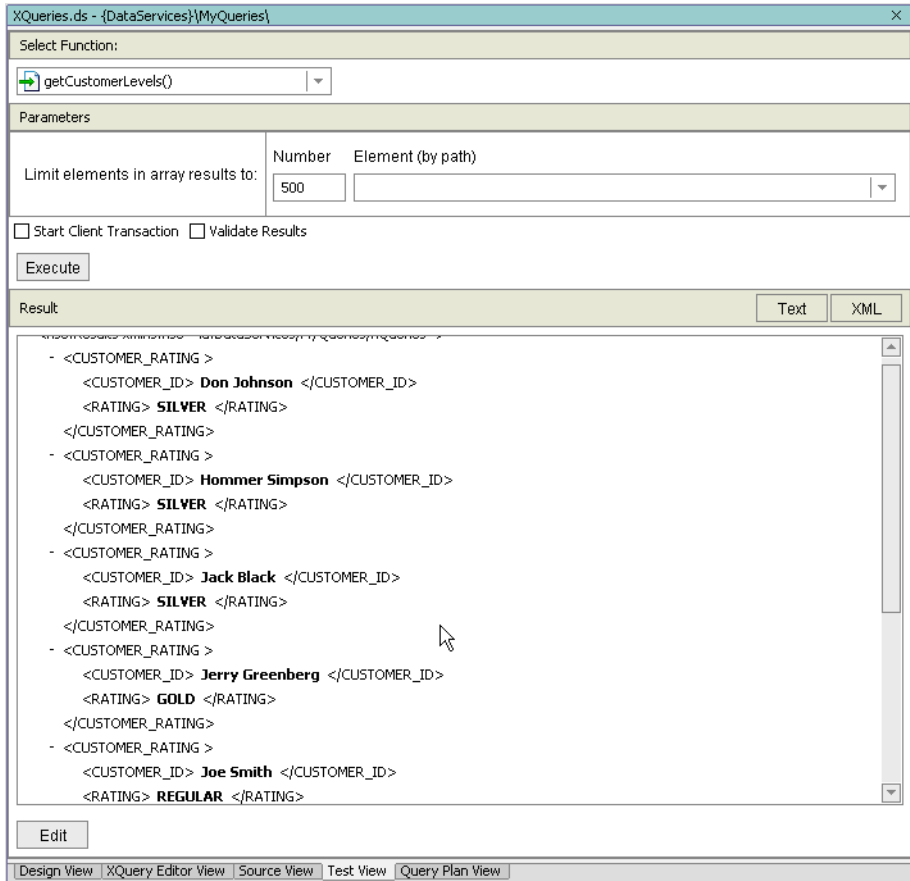 XQueries.ds - {DataServices}\MyQueries\
Select Function:
getCustomerLevels()
Parameters
Limit elements in array results to:
Number Element (by path)
500
Start Client Transaction Validate Results
Execute
Result Text XML
- <CUSTOMER_RATING >
<CUSTOMER_ID> Don Johnson </CUSTOMER_ID>
<RATING> SILVER </RATING>
</CUSTOMER_RATING>
- <CUSTOMER_RATING >
<CUSTOMER_ID> Hommer Simpson </CUSTOMER_ID>
<RATING> SILVER </RATING>
</CUSTOMER_RATING>
- <CUSTOMER_RATING >
<CUSTOMER_ID> Jack Black </CUSTOMER_ID>
<RATING> SILVER </RATING>
</CUSTOMER_RATING>
- <CUSTOMER_RATING >
<CUSTOMER_ID> Jerry Greenberg </CUSTOMER_ID>
<RATING> GOLD </RATING>
</CUSTOMER_RATING>
- <CUSTOMER_RATING >
<CUSTOMER_ID> Joe Smith </CUSTOMER_ID>
<RATING> REGULAR </RATING>
Edit
Design View XQuery Editor View Source View Test View Query Plan View